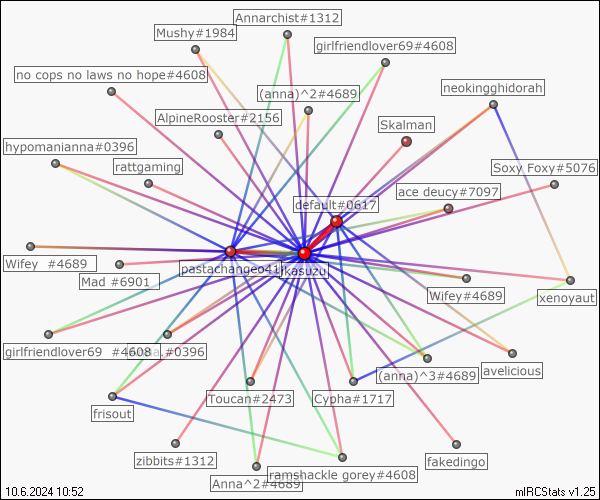 Annarchist#1312
Mushy#1984
girlfriendlover69#4608
no cops no laws no hope#4608
neokingghidorah
(anna)^2#4689
AlpineRooster#2156
Skalman
hypomanianna#0396
rattgaming
Soxy Foxy#5076
ace deucy#7097
default#0617
Wifey #4689
Mad #6901
pastachangeo41
kasuzu
Wifey#4689
xenoyaut
girlfriendlover69 #4608
#0396
(anna)^3#4689
avelicious
Toucan#2473
Cypha#1717
frisout
zibbits#1312
fakedingo
ramshackle gorey#4608
Anna^2#4689
10.6.2024 10:52
mIRCStats v1.25